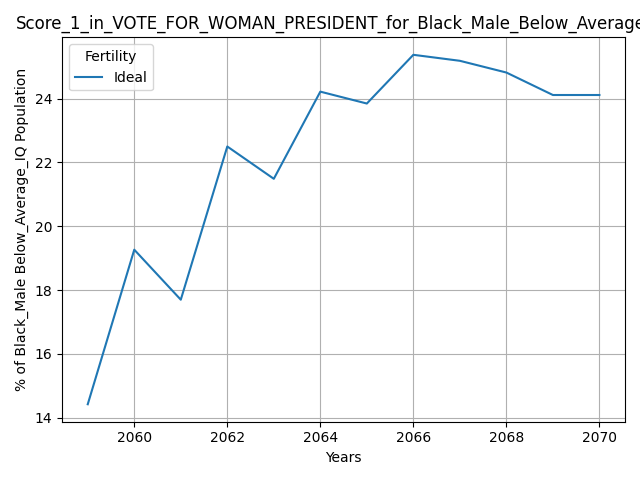 Score_1_in_VOTE_FOR_WOMAN_PRESIDENT_for_Black_Male_Below_Average
Fertility
Ideal
% of Black_Male Below_Average_IQ Population
24
22
20
18
16
14
2060 2062 2064 2066 2068 2070
Years